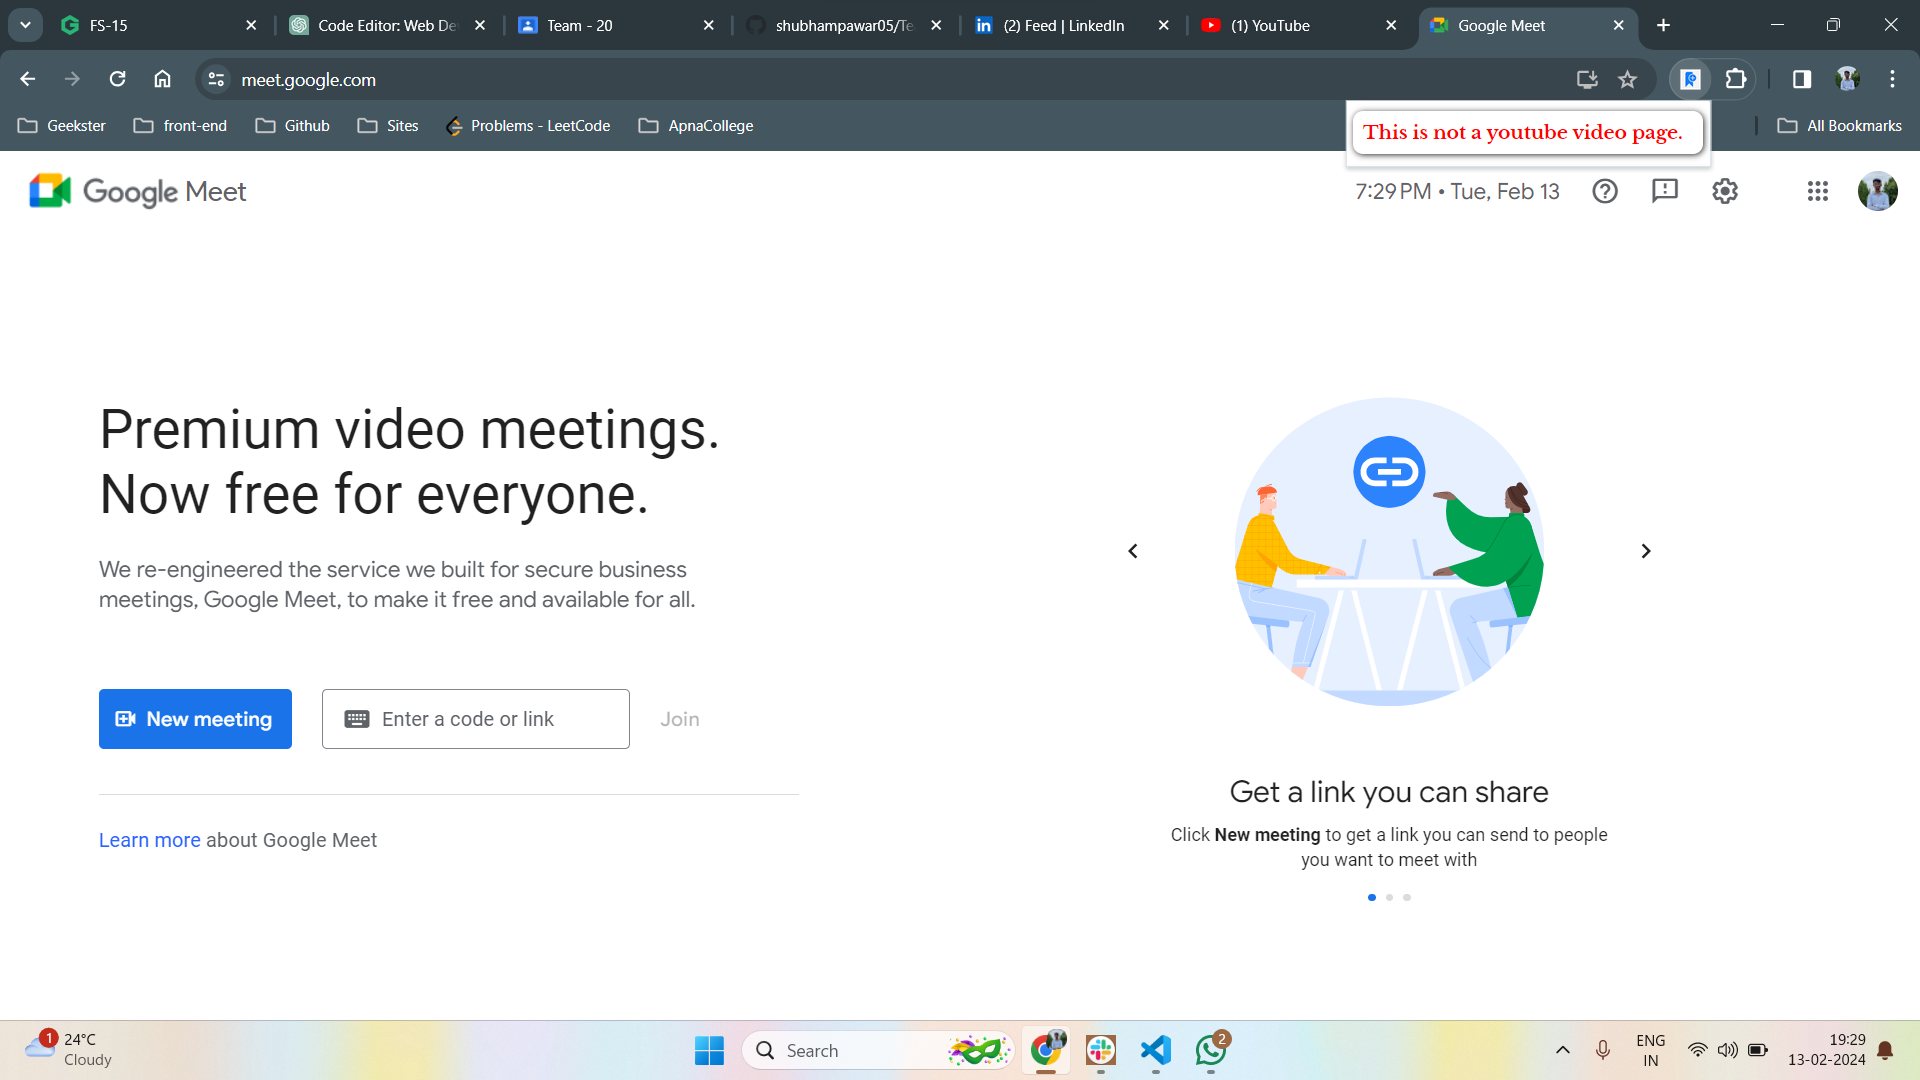 FS-15
Code Editor: Web De
Team - 20
shubhampawar05/Te
(2) Feed | LinkedIn
(1) YouTube
Google Meet
meet.google.com
Geekster
front-end
Github
Sites
Problems - LeetCode
ApnaCollege
All Bookmarks
This is not a youtube video page.
Google Meet
7:29 PM • Tue, Feb 13
Premium video meetings.
Now free for everyone.
We re-engineered the service we built for secure business
meetings, Google Meet, to make it free and available for all.
New meeting
Enter a code or link
Join
Learn more about Google Meet
Get a link you can share
Click New meeting to get a link you can send to people
you want to meet with
1
24°C
Cloudy
Search
2
ENG
IN
19:29
13-02-2024